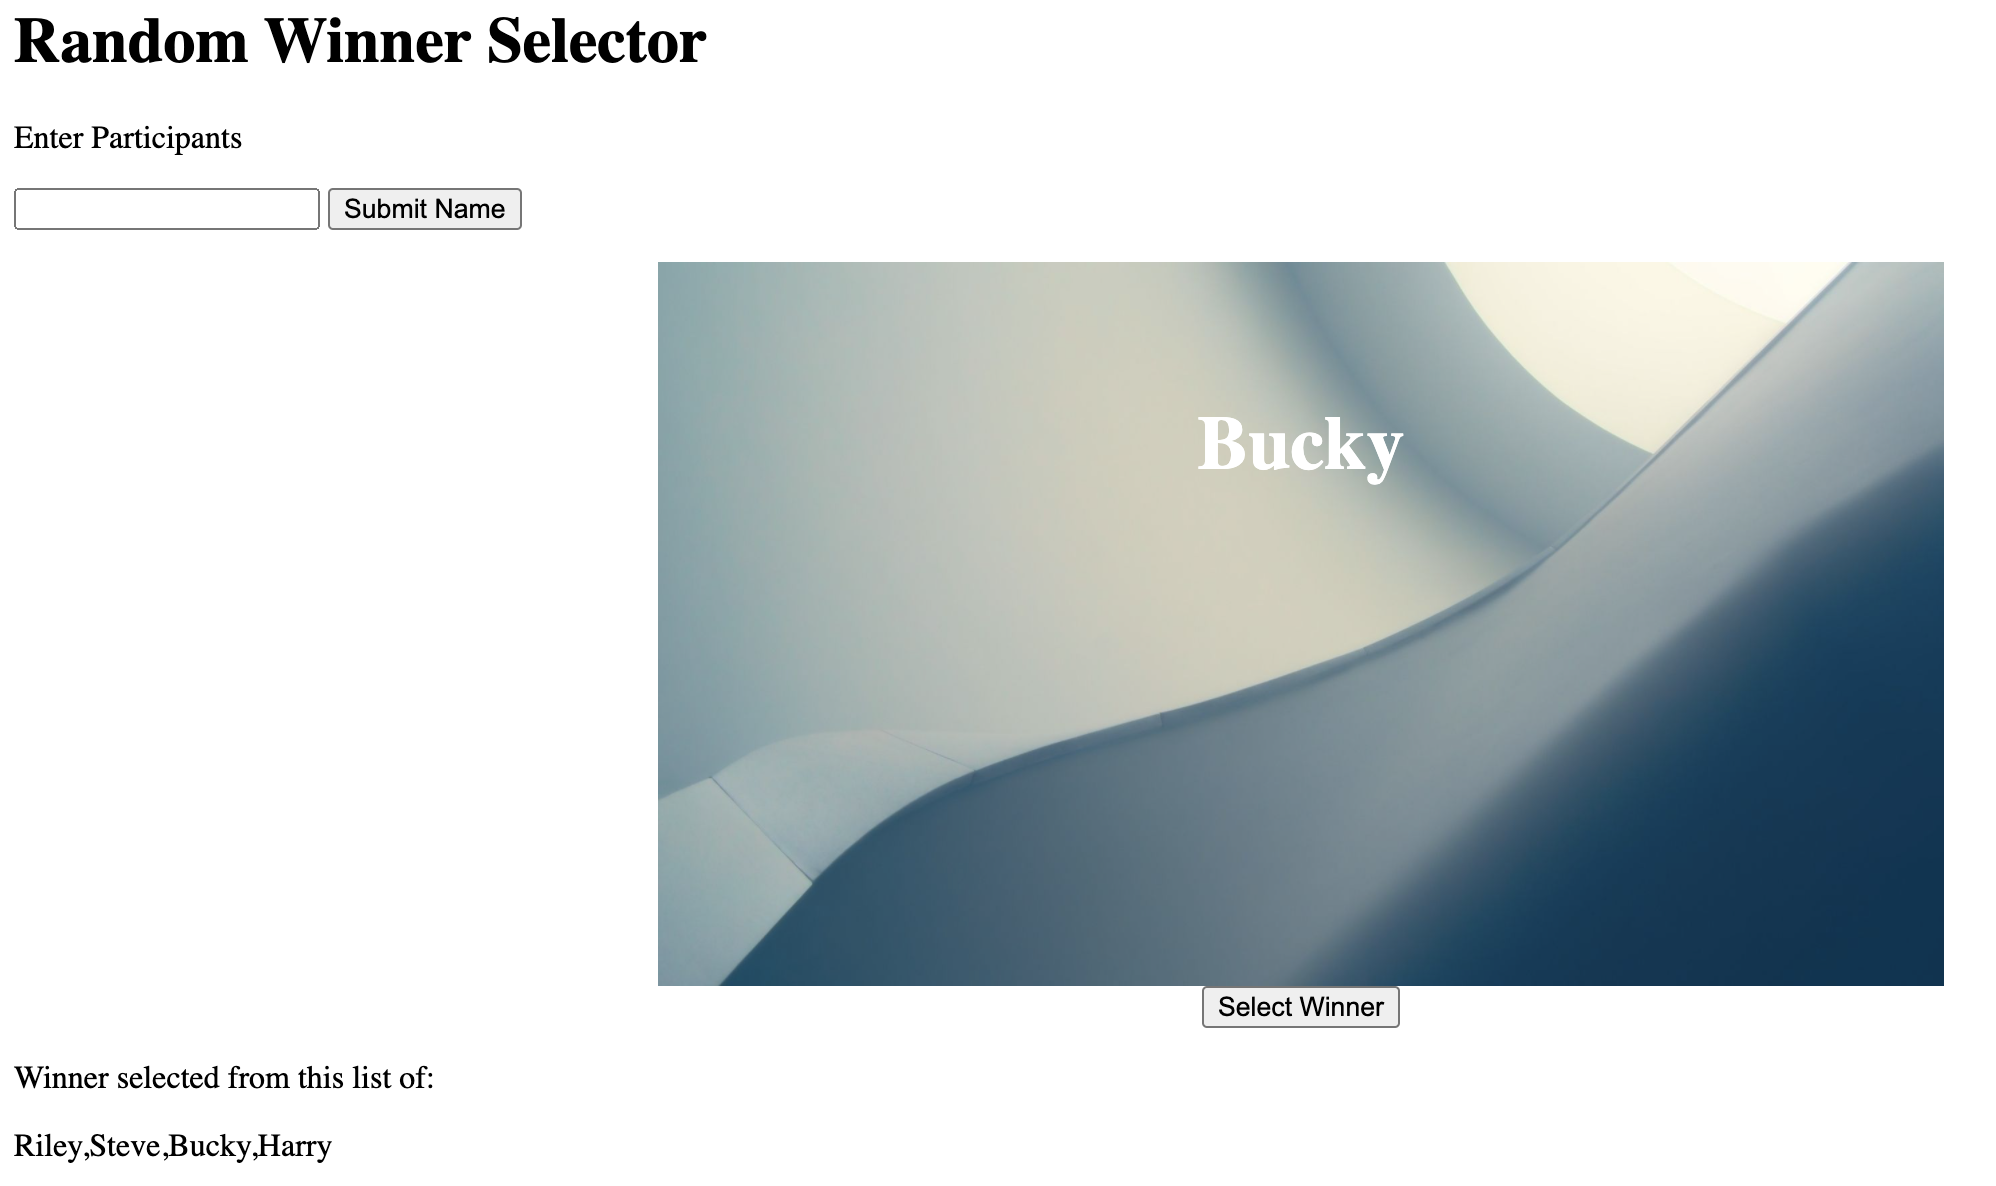 Random Winner Selector
Enter Participants
Submit Name
Bucky
Select Winner
Winner selected from this list of:
Riley,Steve,Bucky,Harry